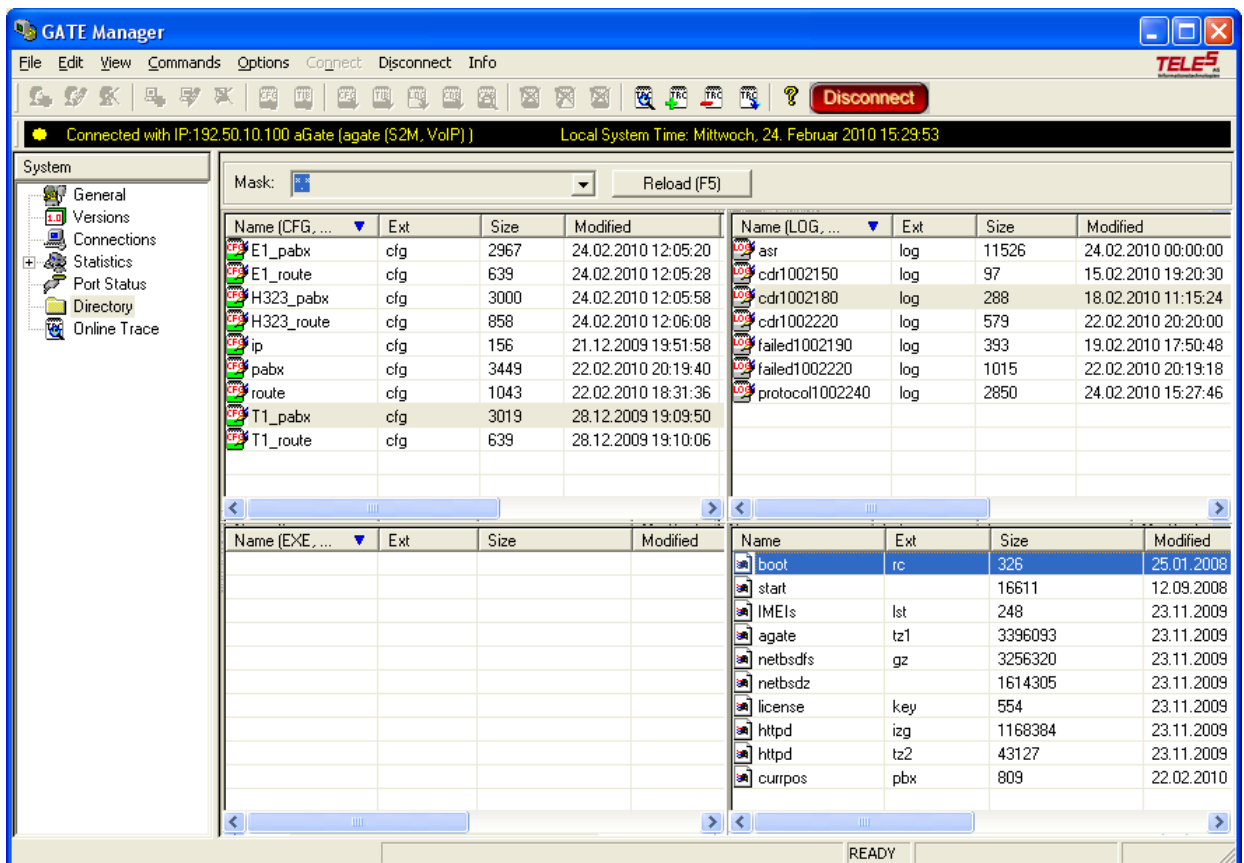 GATE Manager
File Edit View Commands Options Connect Disconnect Info
TELES
CFG TRC TRC TRC ? Disconnect
Connected with IP:192.50.10.100 aGate (agate (S2M, VoIP) ) Local System Time: Mittwoch, 24. Februar 2010 15:29:53
System
General
1.0 Versions
Connections
Statistics
Port Status
Directory
Online Trace
Mask: *.* Reload (F5)
Name (CFG, ... Ext Size Modified
E1_pabx cfg 2967 24.02.2010 12:05:20
E1_route cfg 639 24.02.2010 12:05:28
H323_pabx cfg 3000 24.02.2010 12:05:58
H323_route cfg 858 24.02.2010 12:06:08
ip cfg 156 21.12.2009 19:51:58
pabx cfg 3449 22.02.2010 20:19:40
route cfg 1043 22.02.2010 18:31:36
T1_pabx cfg 3019 28.12.2009 19:09:50
T1_route cfg 639 28.12.2009 19:10:06
Name (LOG, ... Ext Size Modified
asr log 11526 24.02.2010 00:00:00
cdr1002150 log 97 15.02.2010 19:20:30
cdr1002180 log 288 18.02.2010 11:15:24
cdr1002220 log 579 22.02.2010 20:20:00
failed1002190 log 393 19.02.2010 17:50:48
failed1002220 log 1015 22.02.2010 20:19:18
protocol1002240 log 2850 24.02.2010 15:27:46
Name (EXE, ... Ext Size Modified
Name Ext Size Modified
boot rc 326 25.01.2008
start 16611 12.09.2008
IMEIs lst 248 23.11.2009
agate tz1 3396093 23.11.2009
netbsdfs gz 3256320 23.11.2009
netbsdz 1614305 23.11.2009
license key 554 23.11.2009
httpd izg 1168384 23.11.2009
httpd tz2 43127 23.11.2009
currpos pbx 809 22.02.2010
READY